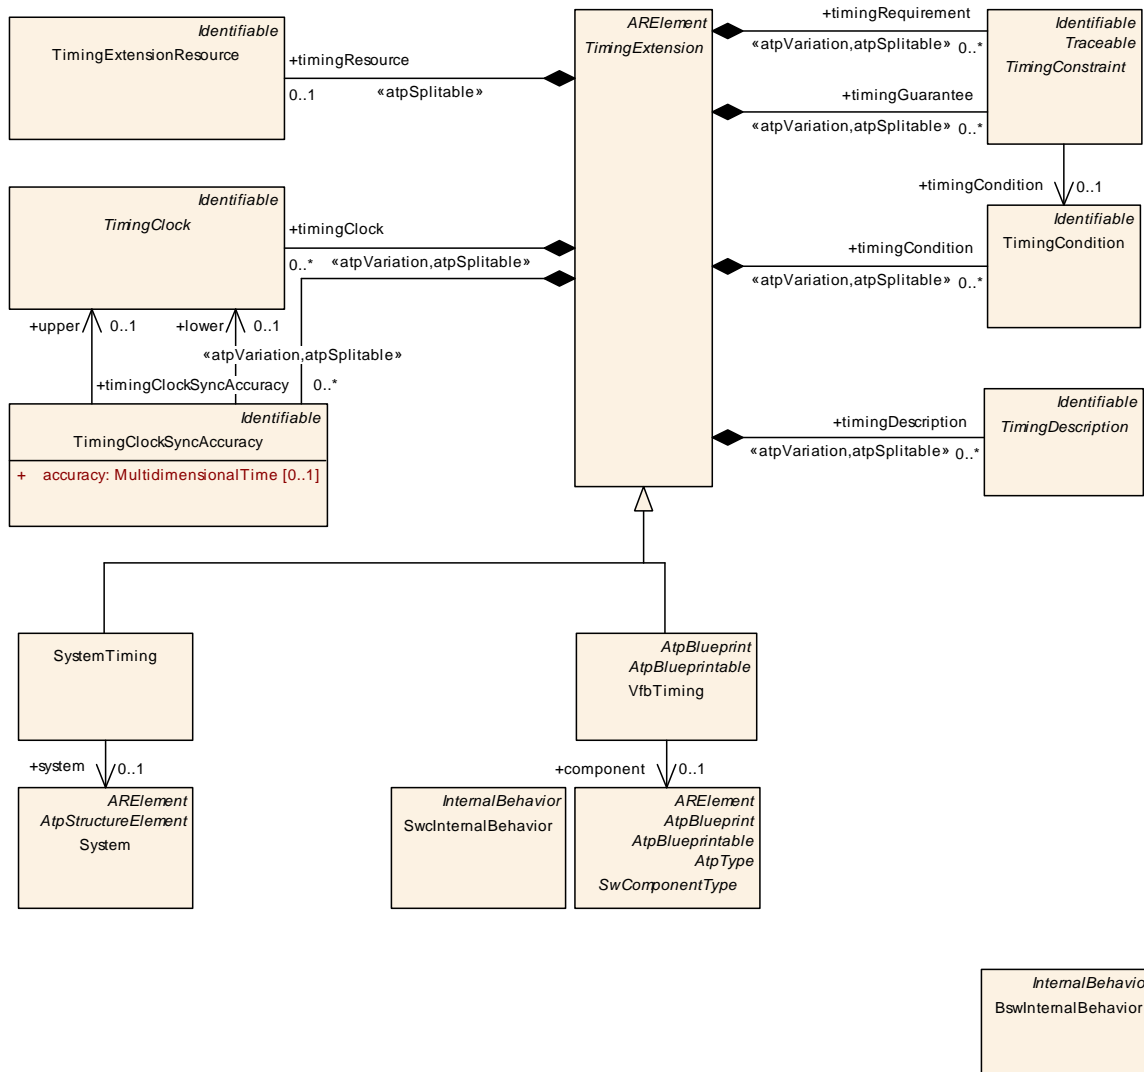 Identifiable
TimingExtensionResource
+timingResource
0..1
«atpSplitable»
ARElement
TimingExtension
+timingRequirement
«atpVariation,atpSplitable»
0..*
Identifiable
Traceable
TimingConstraint
+timingGuarantee
«atpVariation,atpSplitable»
0..*
+timingCondition
0..1
Identifiable
TimingClock
+timingClock
0..*
«atpVariation,atpSplitable»
+timingCondition
«atpVariation,atpSplitable»
0..*
Identifiable
TimingCondition
+upper
0..1
+lower
0..1
«atpVariation,atpSplitable»
+timingClockSyncAccuracy
0..*
Identifiable
TimingClockSyncAccuracy
+ accuracy: MultidimensionalTime [0..1]
+timingDescription
«atpVariation,atpSplitable»
0..*
Identifiable
TimingDescription
SystemTiming
AtpBlueprint
AtpBlueprintable
VfbTiming
+system
0..1
+component
0..1
ARElement
AtpStructureElement
System
InternalBehavior
SwcInternalBehavior
ARElement
AtpBlueprint
AtpBlueprintable
AtpType
SwComponentType
InternalBehavio
BswInternalBehavior